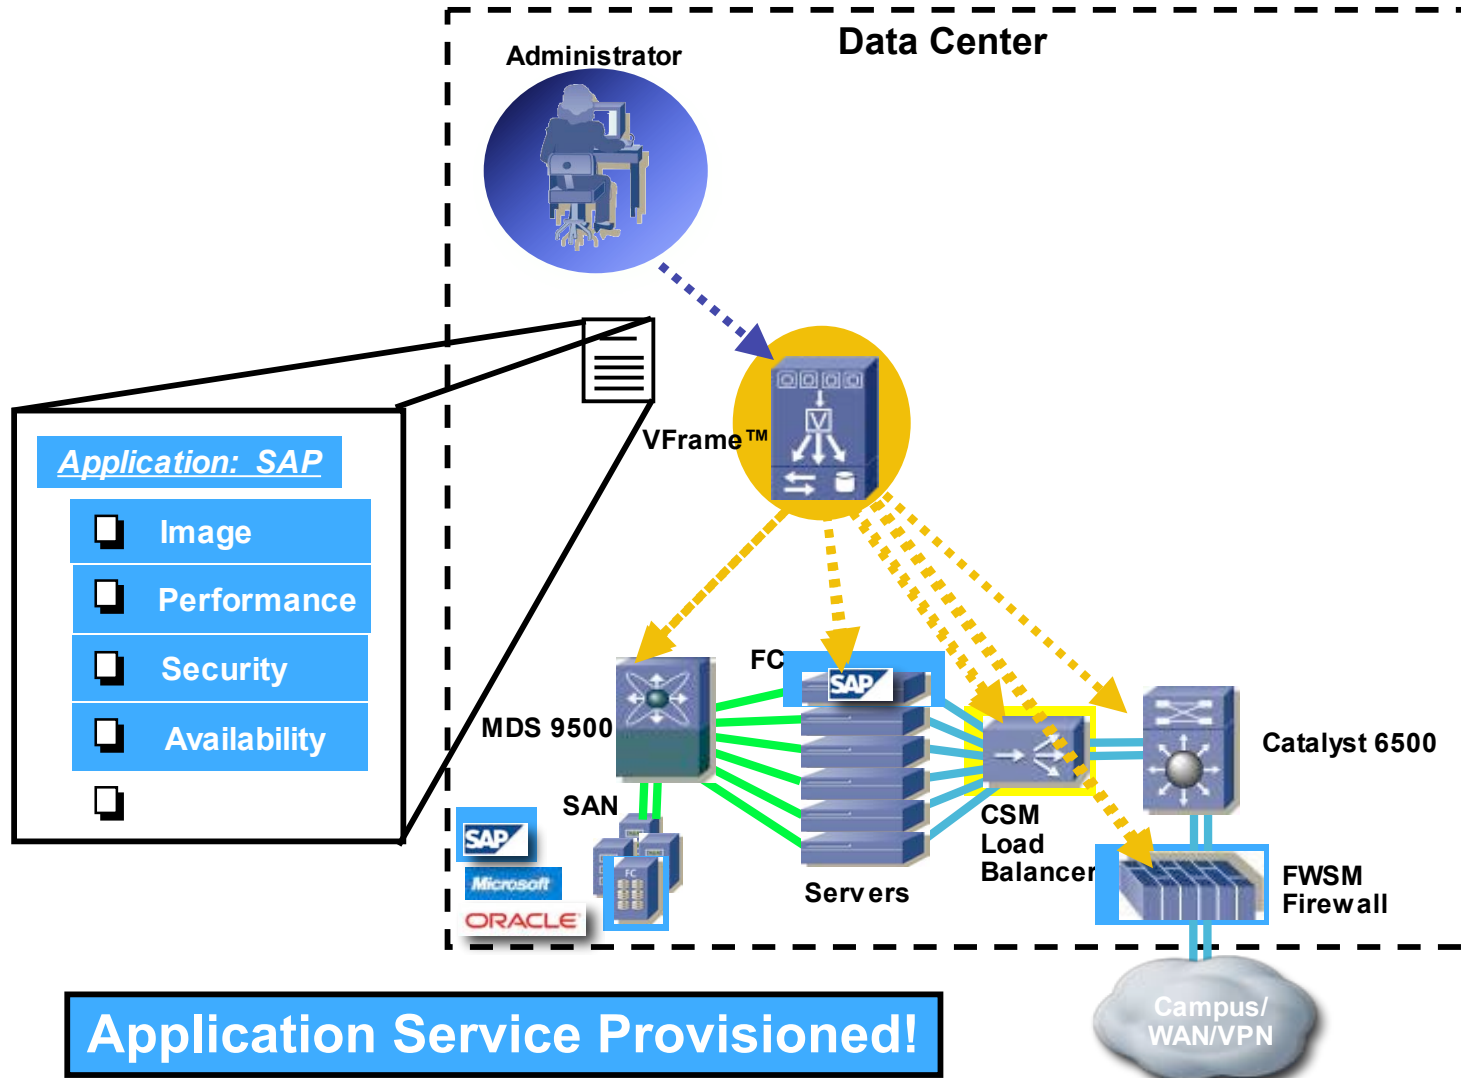 Data Center
Administrator
VFrame™
Application: SAP
Image
Performance
Security
Availability
FC
SAP
MDS 9500
Catalyst 6500
SAN
CSM
Load
Balancer
SAP
Microsoft
ORACLE
FC
Servers
FWSM
Firewall
Campus/
WAN/VPN
Application Service Provisioned!
V